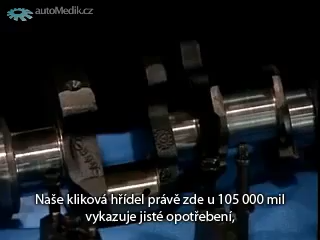 autoMedik.cz
Naše kliková hřídel právě zde u 105 000 mil
vykazuje jisté opotřebení,